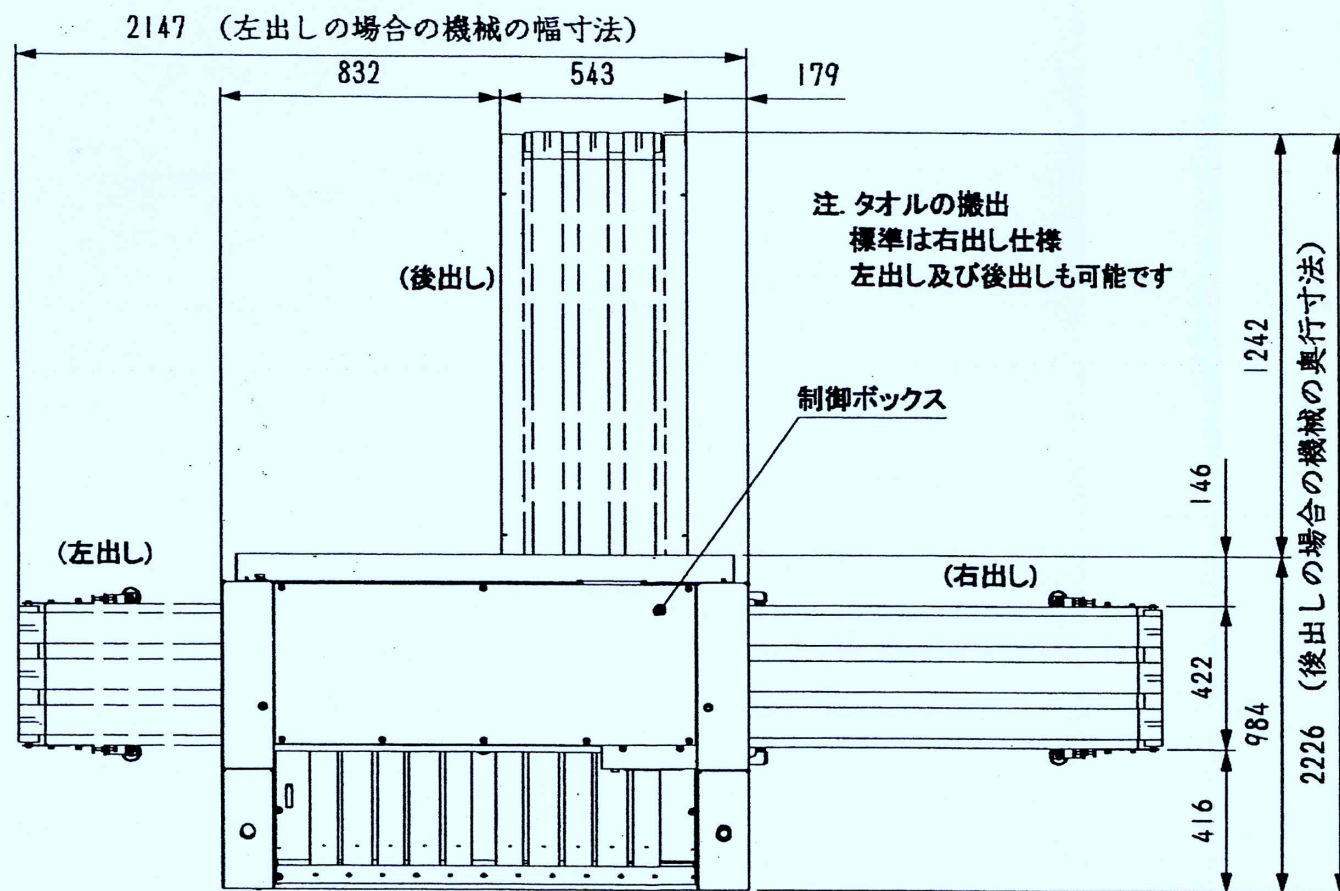 2147 (左出しの場合の機械の幅寸法)
832
543
179
注. タオルの搬出
標準は右出し仕様
左出し及び後出しも可能です
(後出し)
1242
2226 (後出しの場合の機械の奥行寸法)
制御ボックス
146
(左出し)
(右出し)
422
984
416